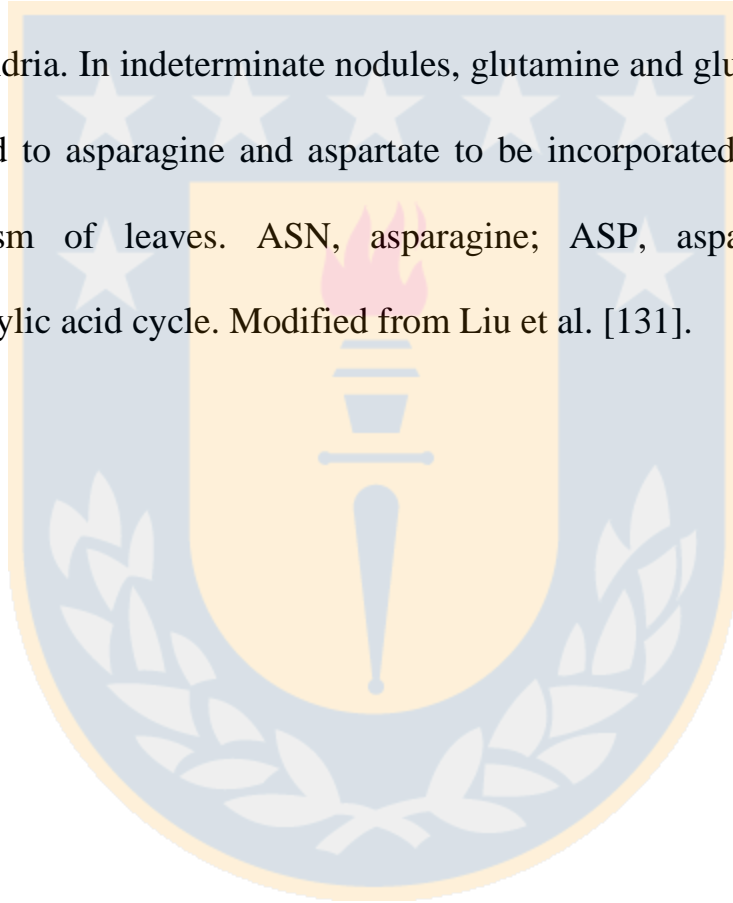 dria. In indeterminate nodules, glutamine and glu
d to asparagine and aspartate to be incorporated
sm of leaves. ASN, asparagine; ASP, aspa
ylic acid cycle. Modified from Liu et al. [131].